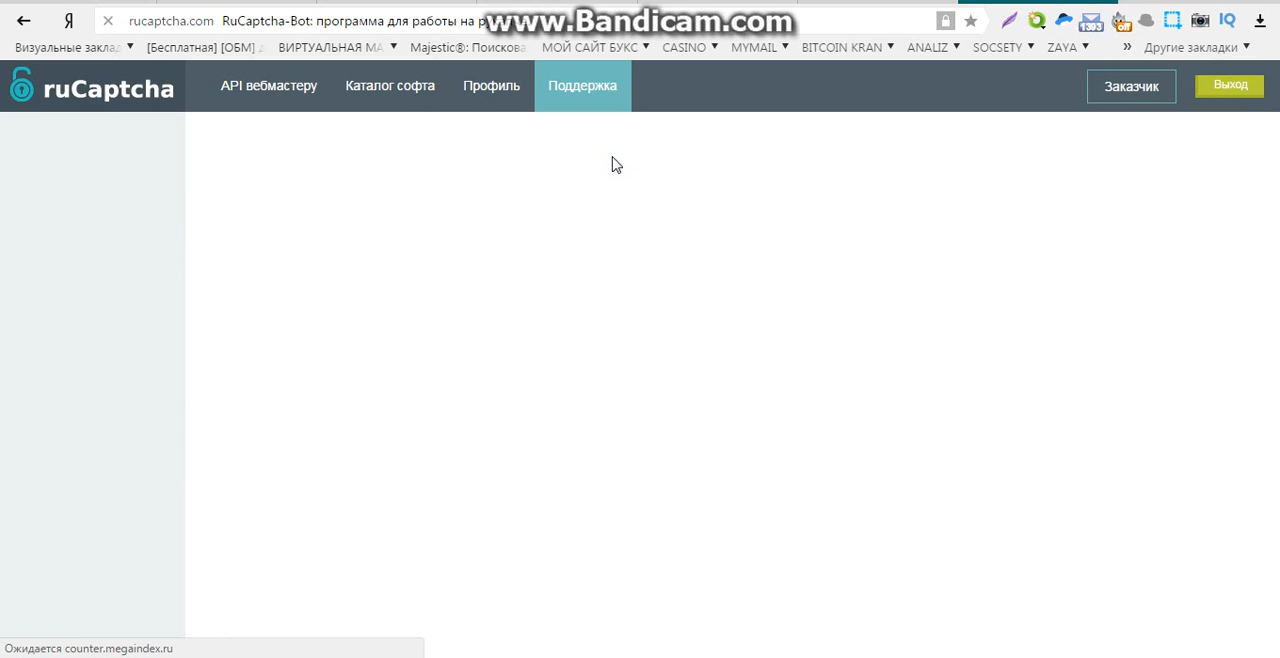 www.Bandicam.com
rucaptcha.com RuCaptcha-Bot: программа для работы на
Визуальные заклад [Бесплатная] [ОБМ] ВИРТУАЛЬНАЯ МА Majestic®: Поискова МОЙ САЙТ БУКС CASINO MYMAIL BITCOIN KRAN ANALIZ SOCSETY ZAYA » Другие закладки
ruCaptcha API вебмастеру Каталог софта Профиль Поддержка Заказчик Выход
Ожидается counter.megaindex.ru